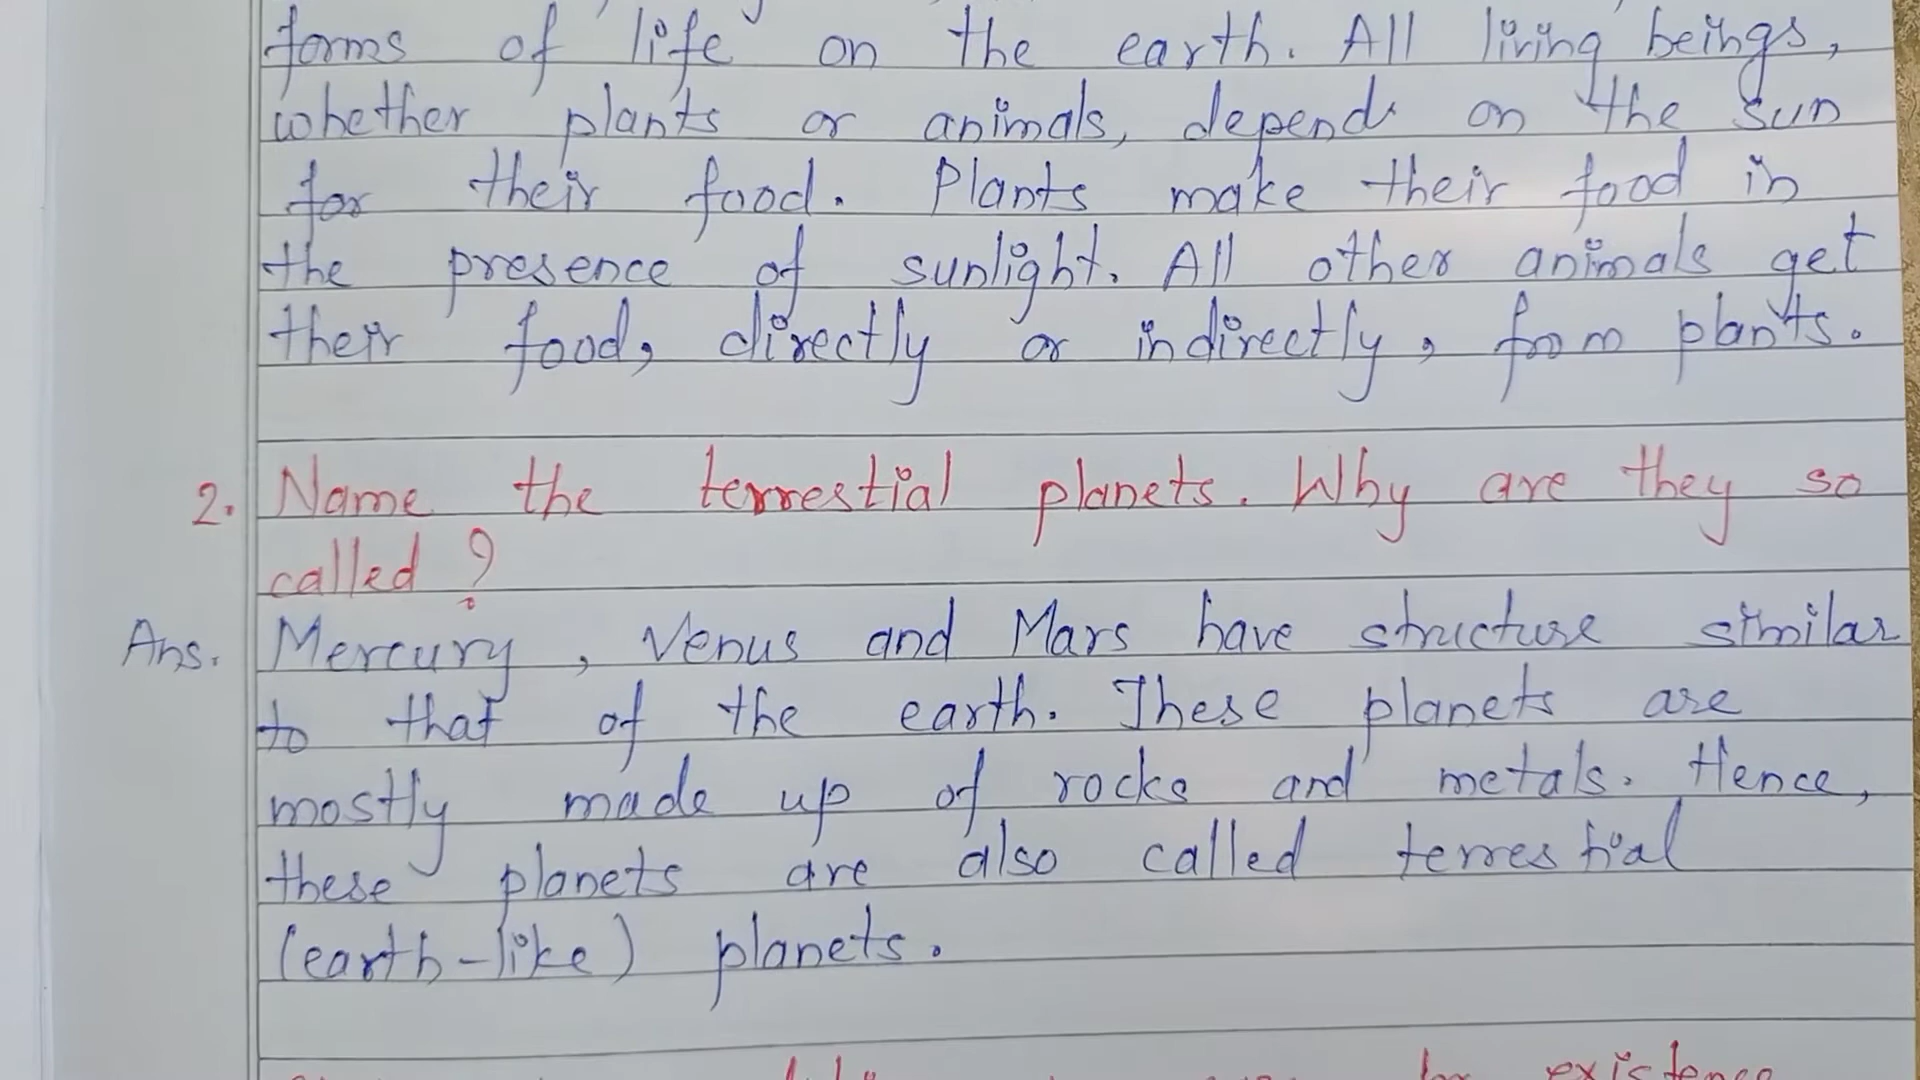 forms of life on the earth. All living beings,
whether plants or animals, depend on the sun
for their food. Plants make their food in
the presence of sunlight. All other animals get
their food, directly or indirectly, from plants.
2. Name the terrestial planets. Why are they so
called?
Ans. Mercury, Venus and Mars have structure similar
to that of the earth. These planets are
mostly made up of rocks and metals. Hence,
these planets are also called terrestial
(earth-like) planets.
existence